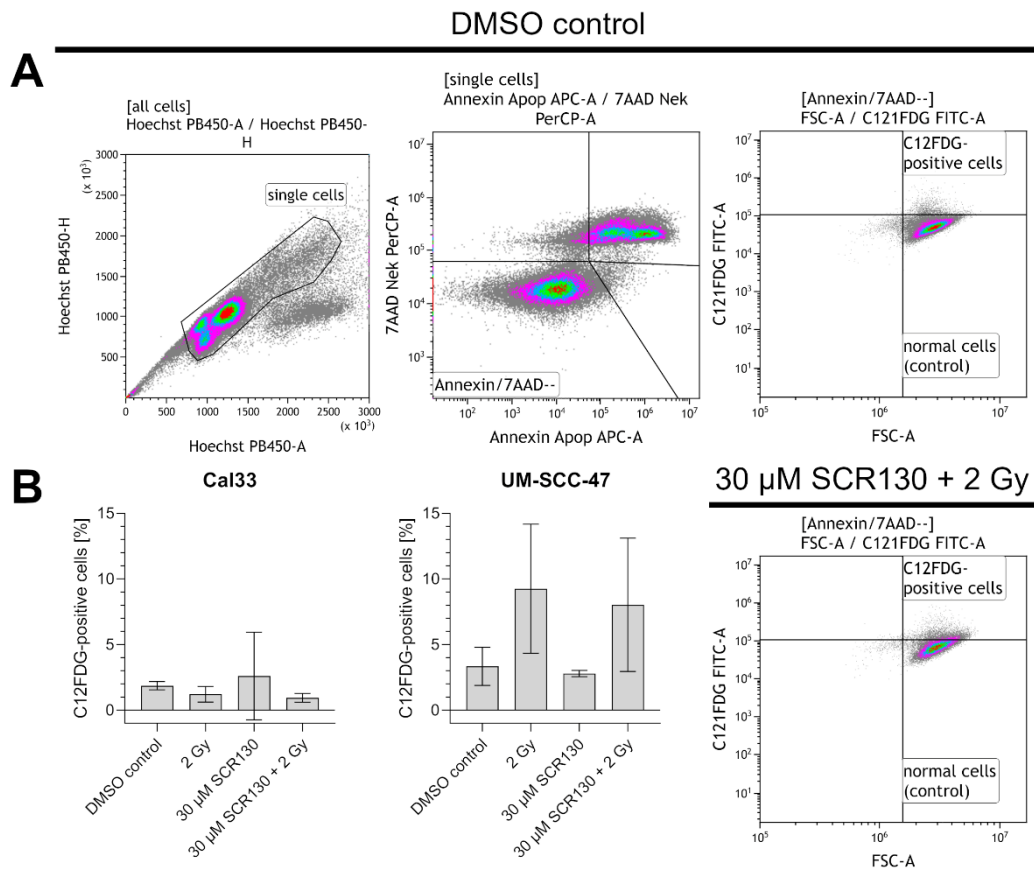 DMSO control
A
[all cells]
Hoechst PB450-A / Hoechst PB450-
H
(x 10³)
3000
2500
2000
1500
1000
500
single cells
Hoechst PB450-H
0
500
1000
1500
2000
2500
3000
(x 10³)
Hoechst PB450-A
[single cells]
Annexin Apop APC-A / 7AAD Nek
PerCP-A
10⁷
10⁶
10⁵
10⁴
10³
7AAD Nek PerCP-A
Annexin/7AAD--
10²
10³
10⁴
10⁵
10⁶
10⁷
Annexin Apop APC-A
[Annexin/7AAD--]
FSC-A / C121FDG FITC-A
C12FDG-
positive cells
10⁷
10⁶
10⁵
10⁴
10³
10²
10¹
C121FDG FITC-A
normal cells
(control)
10⁵
10⁶
10⁷
FSC-A
B
Cal33
C12FDG-positive cells [%]
15
10
5
0
DMSO control
2 Gy
30 µM SCR130
30 µM SCR130 + 2 Gy
UM-SCC-47
C12FDG-positive cells [%]
15
10
5
0
DMSO control
2 Gy
30 µM SCR130
30 µM SCR130 + 2 Gy
30 µM SCR130 + 2 Gy
[Annexin/7AAD--]
FSC-A / C121FDG FITC-A
C12FDG-
positive cells
10⁷
10⁶
10⁵
10⁴
10³
10²
10¹
C121FDG FITC-A
normal cells
(control)
10⁵
10⁶
10⁷
FSC-A